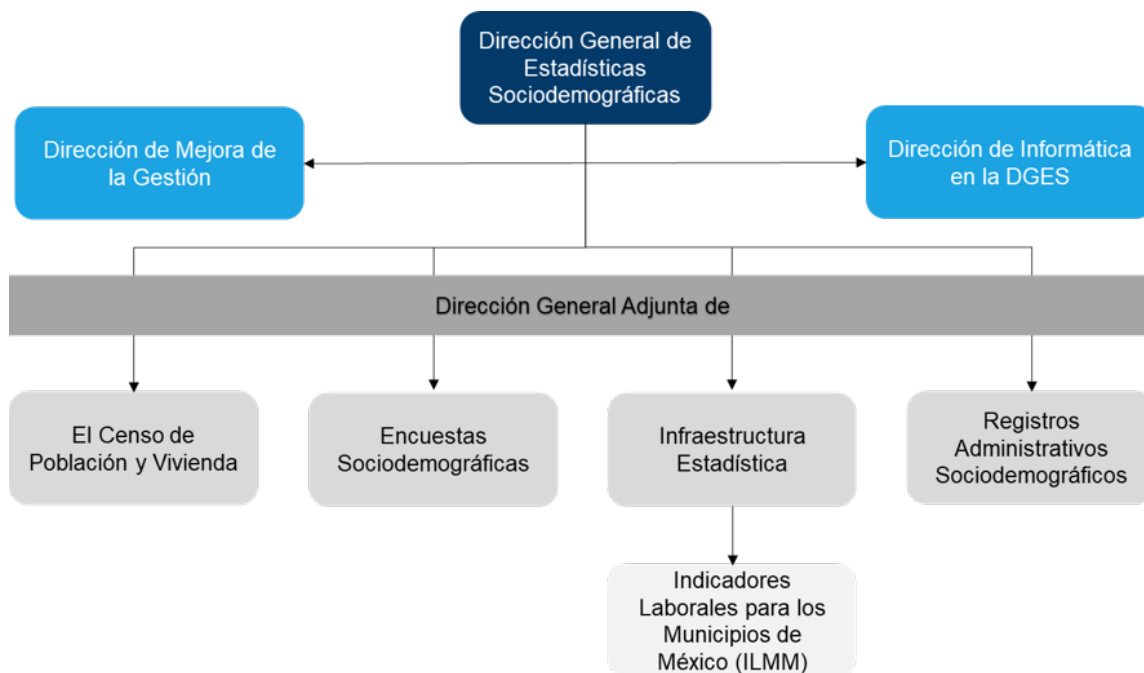 Dirección General de
Estadísticas
Sociodemográficas
Dirección de Mejora de
la Gestión
Dirección de Informática
en la DGES
Dirección General Adjunta de
El Censo de
Población y Vivienda
Encuestas
Sociodemográficas
Infraestructura
Estadística
Registros
Administrativos
Sociodemográficos
Indicadores
Laborales para los
Municipios de
México (ILMM)